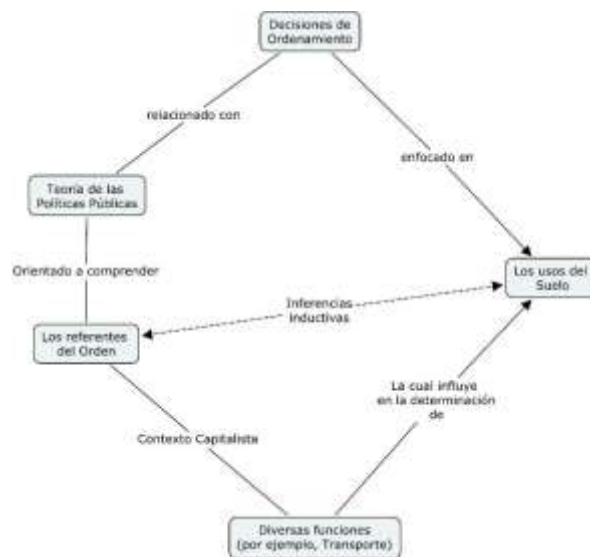 Decisiones de
Ordenamiento
relacionado con
enfocado en
Teoría de las
Políticas Públicas
Orientado a comprender
Los usos del
Suelo
Inferencias
inductivas
Los referentes
del Orden
La cual influye
en la determinación
de
Contexto Capitalista
Diversas funciones
(por ejemplo, Transporte)